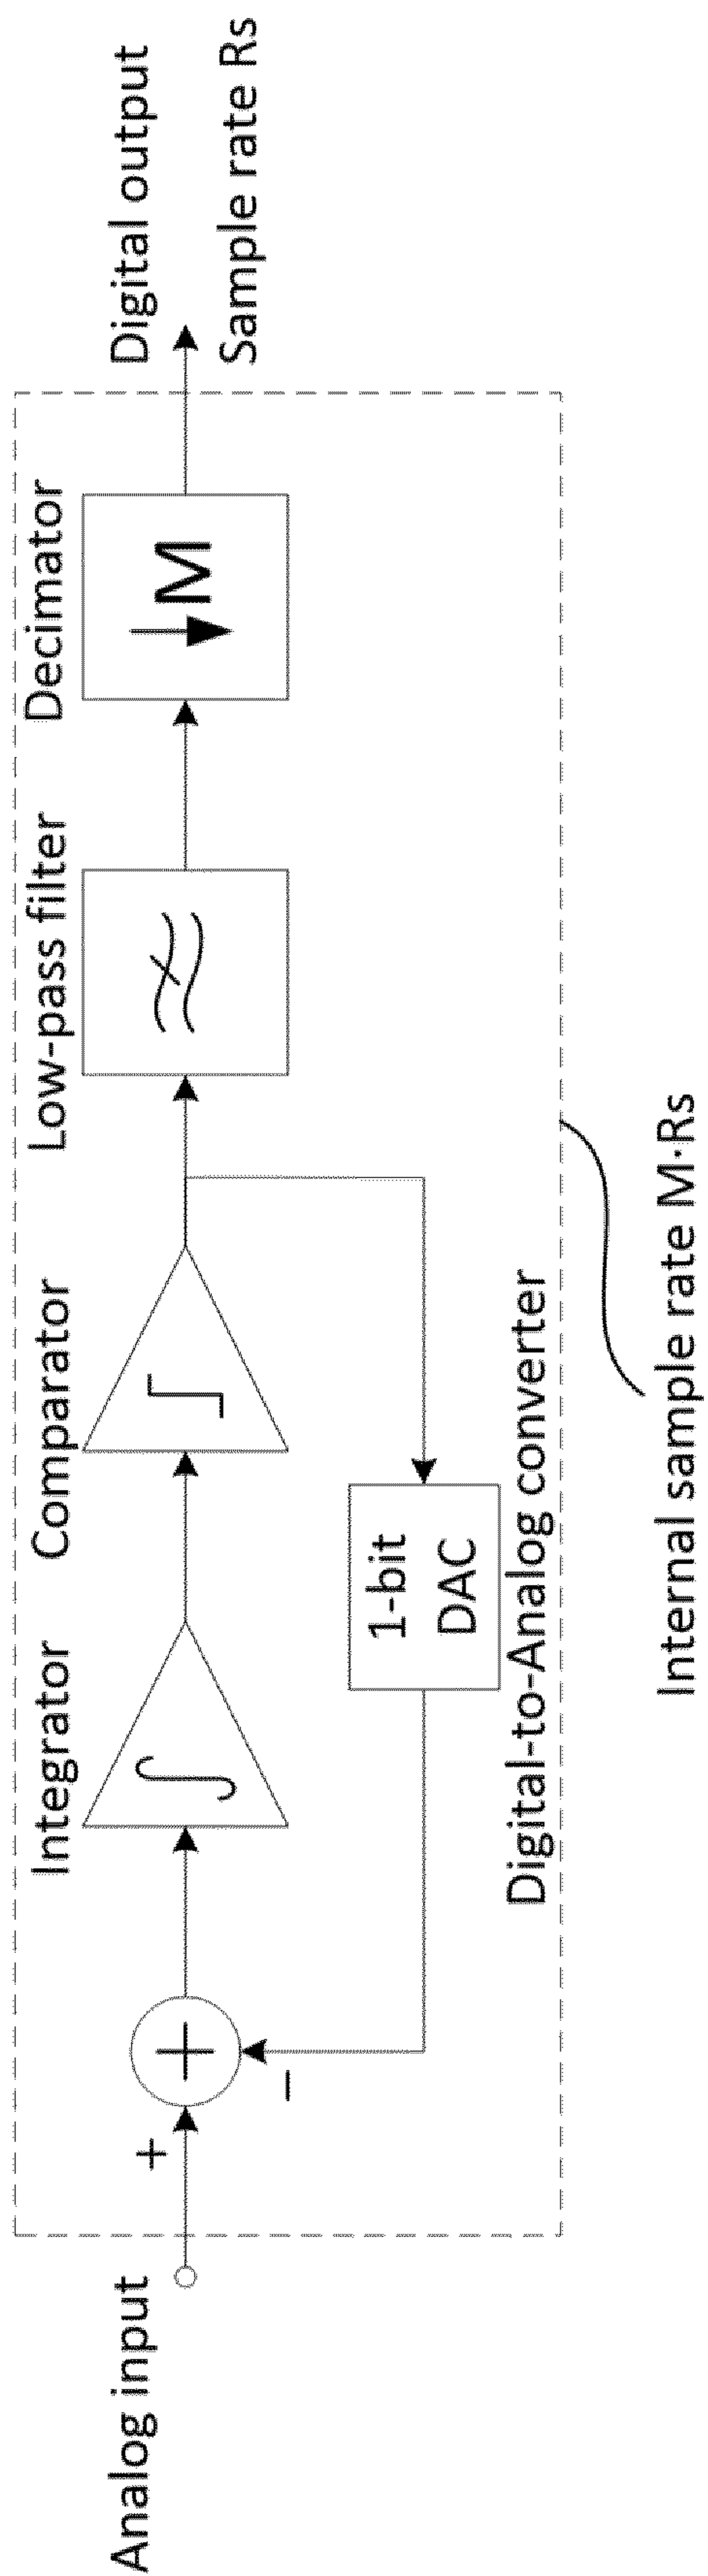 Analog input
+
−
+
Integrator
∫
Comparator
Low-pass filter
Decimator
↓M
Digital output
Sample rate Rs
1-bit
DAC
Digital-to-Analog converter
Internal sample rate M·Rs